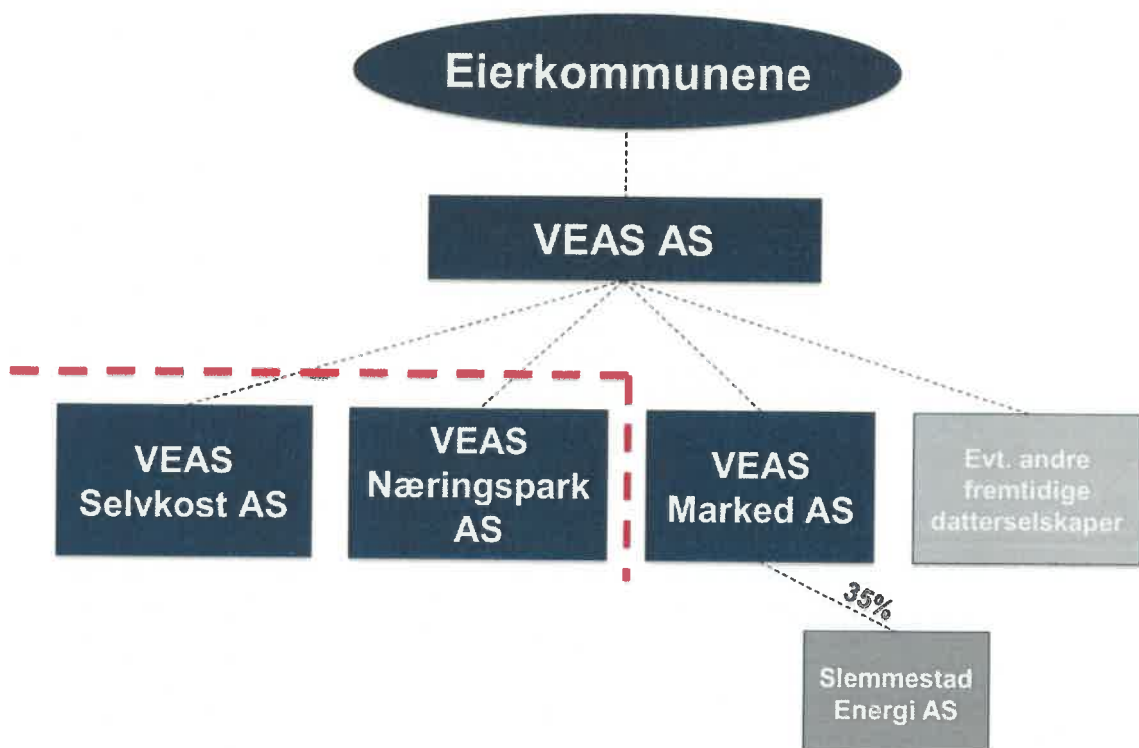 Eierkommunene
VEAS AS
VEAS
Selvkost AS
VEAS
Næringspark
AS
VEAS
Marked AS
Evt. andre
fremtidige
datterselskaper
35%
Slemmestad
Energi AS